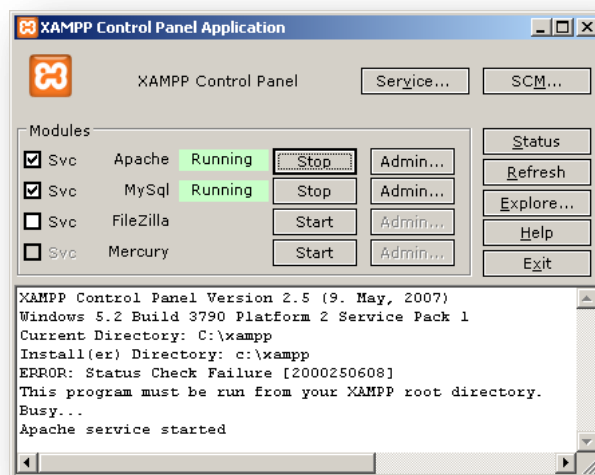 XAMPP Control Panel Application
XAMPP Control Panel Service... SCM...
Modules
Svc Apache Running Stop Admin...
Svc MySql Running Stop Admin...
Svc FileZilla Start Admin...
Svc Mercury Start Admin...
Status
Refresh
Explore...
Help
Exit
XAMPP Control Panel Version 2.5 (9. May, 2007)
Windows 5.2 Build 3790 Platform 2 Service Pack 1
Current Directory: C:\xampp
Install(er) Directory: c:\xampp
ERROR: Status Check Failure [2000250608]
This program must be run from your XAMPP root directory.
Busy...
Apache service started